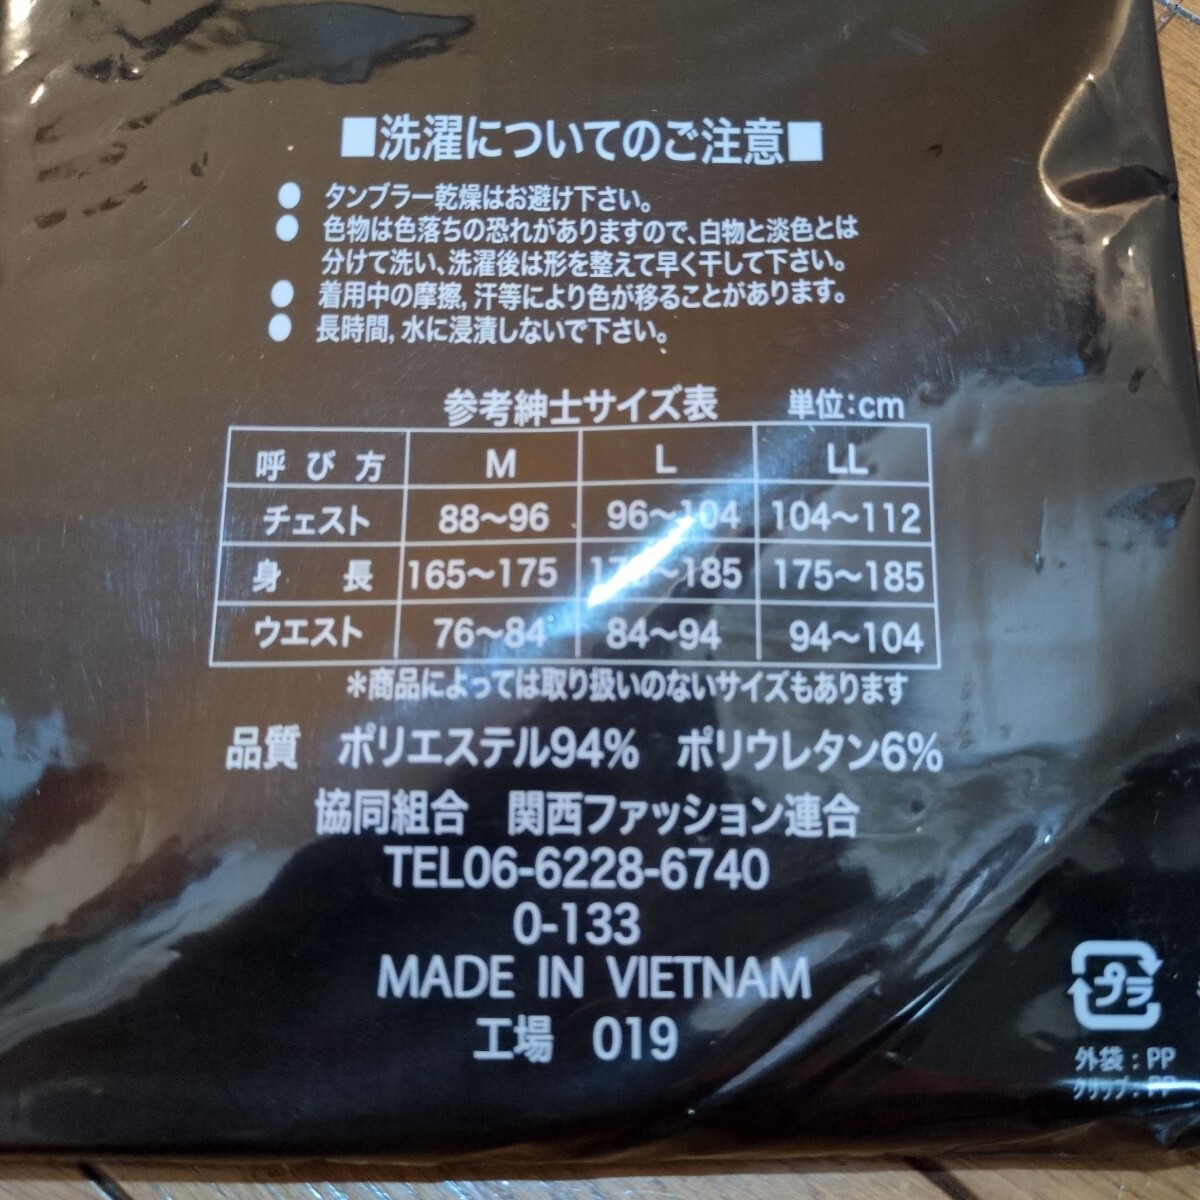 ■洗濯についてのご注意■
● タンブラー乾燥はお避け下さい。
● 色物は色落ちの恐れがありますので、白物と淡色とは
分けて洗い、洗濯後は形を整えて早く干して下さい。
● 着用中の摩擦,汗等により色が移ることがあります。
● 長時間,水に浸漬しないで下さい。
参考紳士サイズ表 単位:cm
呼び方 M L LL
チェスト 88〜96 96〜104 104〜112
身長 165〜175 175〜185 175〜185
ウエスト 76〜84 84〜94 94〜104
*商品によっては取り扱いのないサイズもあります
品質 ポリエステル94% ポリウレタン6%
協同組合 関西ファッション連合
TEL06-6228-6740
0-133
MADE IN VIETNAM
工場 019
プラ
外袋:PP
クリップ:PP